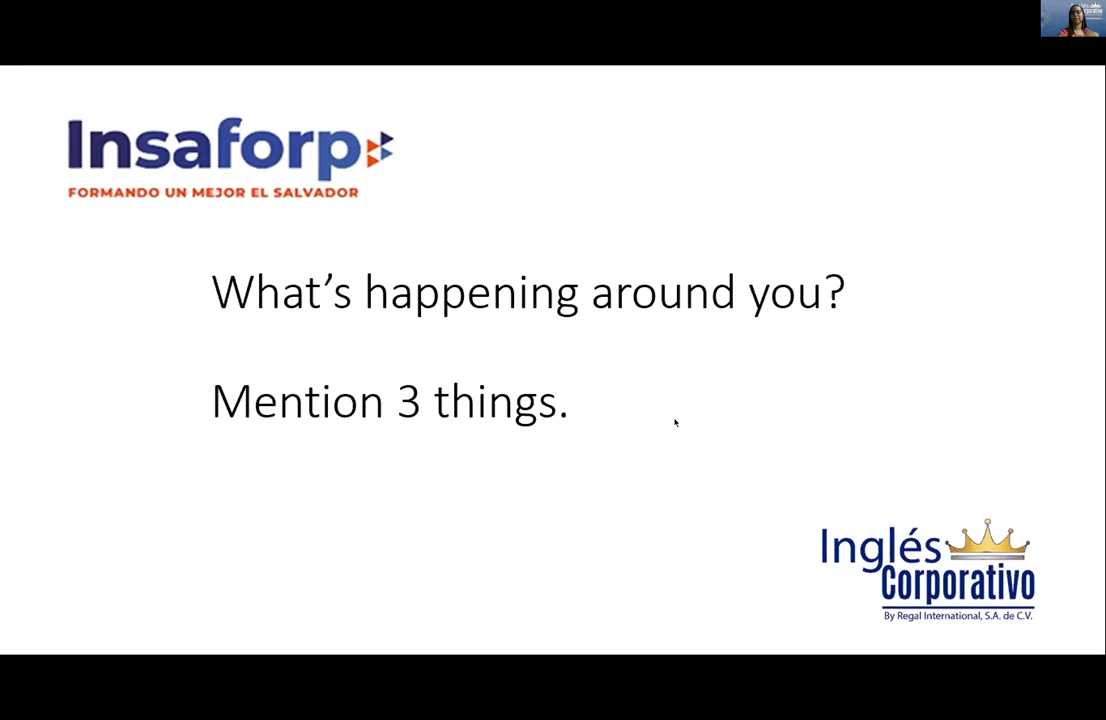 Insaforp
FORMANDO UN MEJOR EL SALVADOR
What's happening around you?
Mention 3 things.
Inglés
Corporativo
By Regal International, S.A. de C.V.